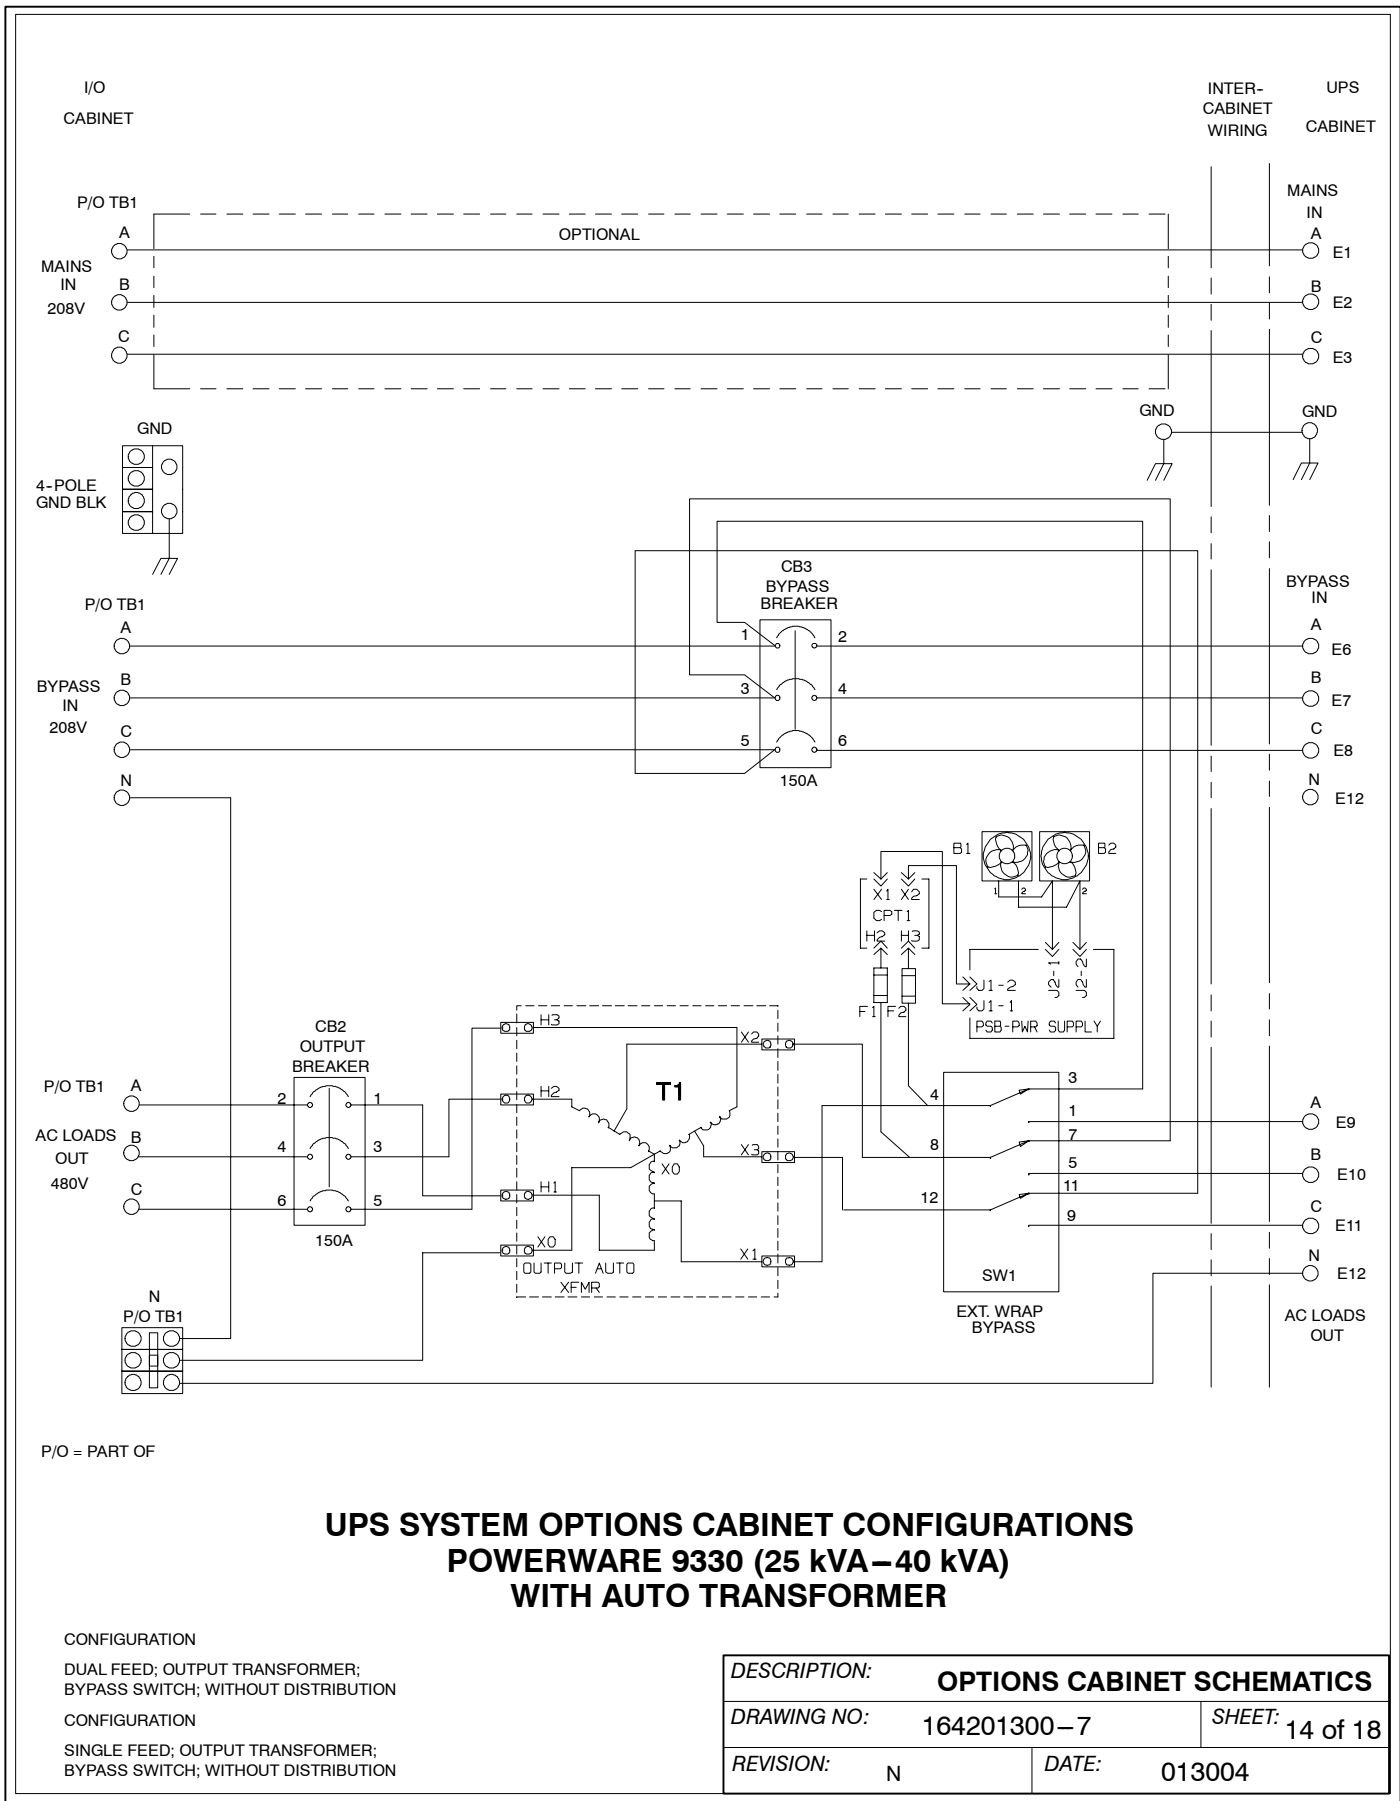 I/O
CABINET
INTER-
CABINET
WIRING
UPS
CABINET
P/O TB1
OPTIONAL
MAINS
IN
A
A
E1
MAINS
IN
208V
B
B
E2
C
C
E3
GND
GND
GND
4-POLE
GND BLK
CB3
BYPASS
BREAKER
BYPASS
IN
P/O TB1
A
1
2
A
E6
BYPASS
IN
208V
B
3
4
B
E7
C
5
6
C
E8
150A
N
N
E12
B1
B2
1
2
2
X1 X2
CPT1
H2 H3
J2-1
J2-2
J1-2
J1-1
F1 F2
PSB-PWR SUPPLY
CB2
OUTPUT
BREAKER
H3
X2
T1
H2
X3
X0
H1
X0
X1
OUTPUT AUTO
XFMR
P/O TB1
A
2
1
AC LOADS
OUT
480V
B
4
3
C
6
5
150A
4
3
1
8
7
5
12
11
9
SW1
EXT. WRAP
BYPASS
A
E9
B
E10
C
E11
N
E12
AC LOADS
OUT
N
P/O TB1
P/O = PART OF
UPS SYSTEM OPTIONS CABINET CONFIGURATIONS
POWERWARE 9330 (25 kVA–40 kVA)
WITH AUTO TRANSFORMER
CONFIGURATION
DUAL FEED; OUTPUT TRANSFORMER;
BYPASS SWITCH; WITHOUT DISTRIBUTION
CONFIGURATION
SINGLE FEED; OUTPUT TRANSFORMER;
BYPASS SWITCH; WITHOUT DISTRIBUTION
DESCRIPTION: OPTIONS CABINET SCHEMATICS
DRAWING NO: 164201300–7
SHEET: 14 of 18
REVISION: N
DATE: 013004